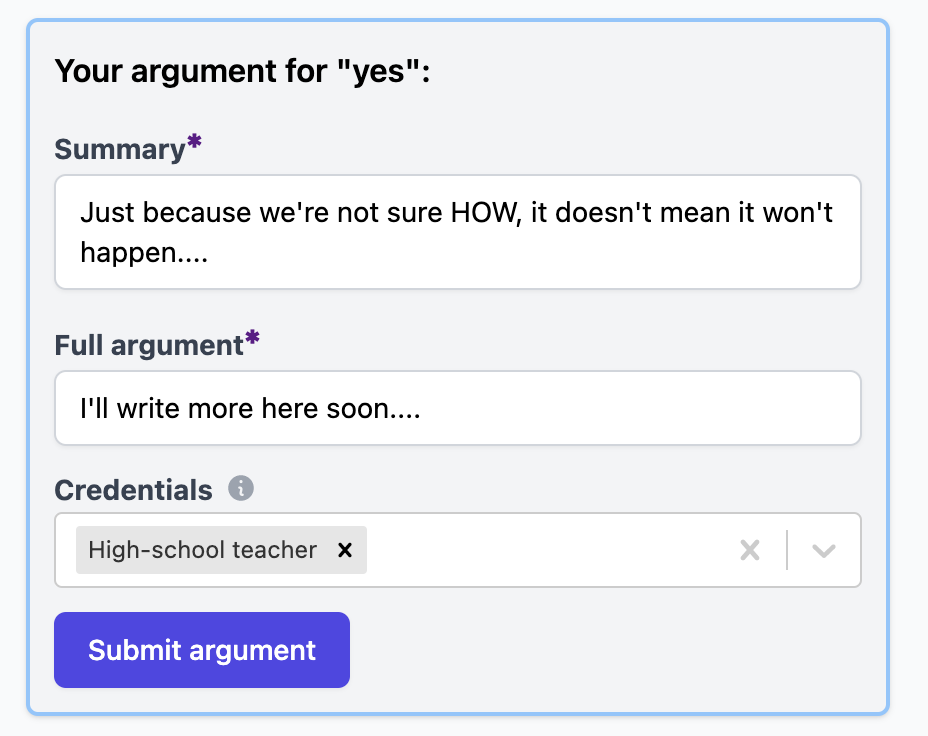 Your argument for "yes":
Summary*
Just because we're not sure HOW, it doesn't mean it won't
happen....
Full argument*
I'll write more here soon....
Credentials i
High-school teacher ×
Submit argument